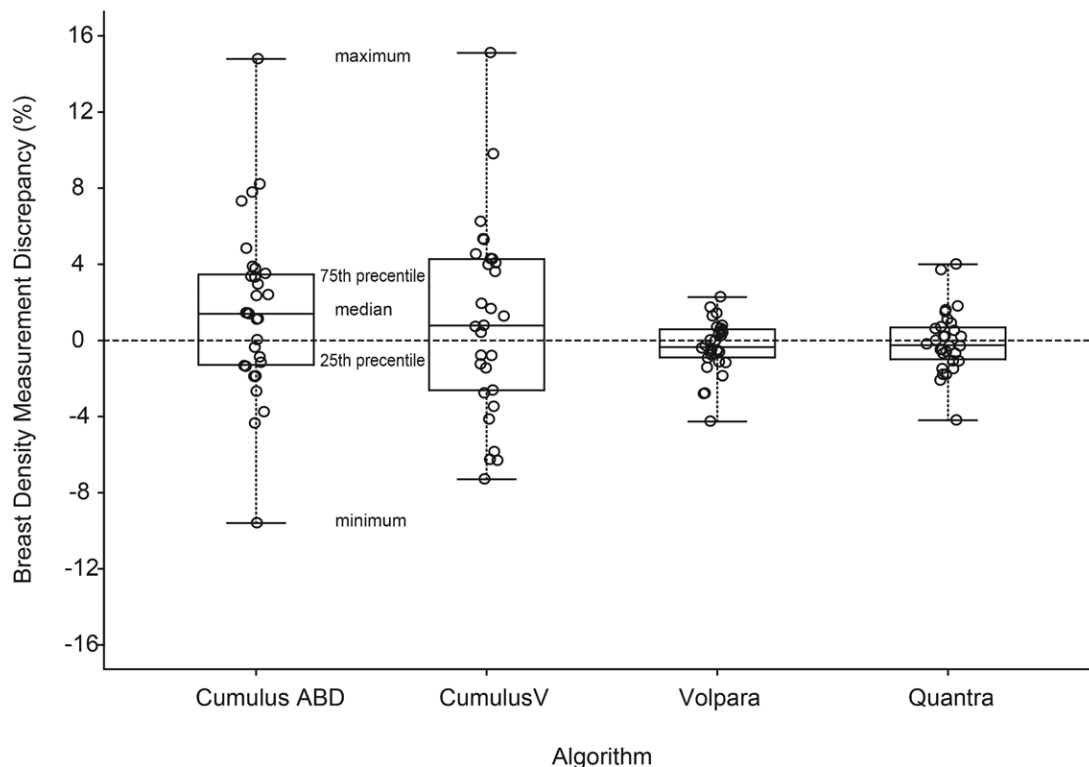 Breast Density Measurement Discrepancy (%)
16
12
8
4
0
-4
-8
-12
-16
maximum
75th precentile
median
25th precentile
minimum
Cumulus ABD
CumulusV
Volpara
Quantra
Algorithm